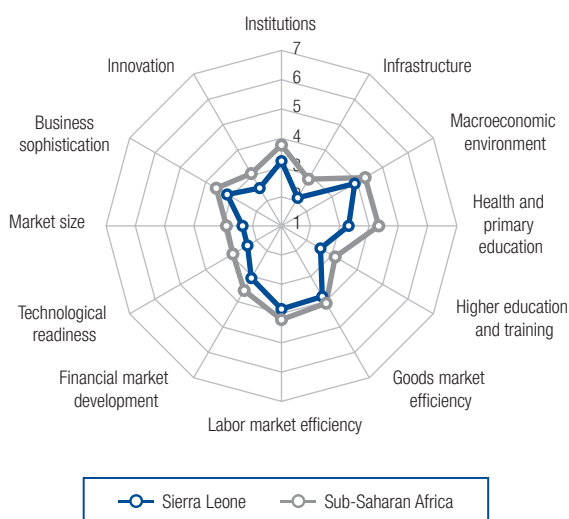 Institutions
7
6
5
4
3
2
1
Infrastructure
Macroeconomic
environment
Health and
primary
education
Higher education
and training
Goods market
efficiency
Labor market efficiency
Financial market
development
Technological
readiness
Market size
Business
sophistication
Innovation
Sierra Leone
Sub-Saharan Africa